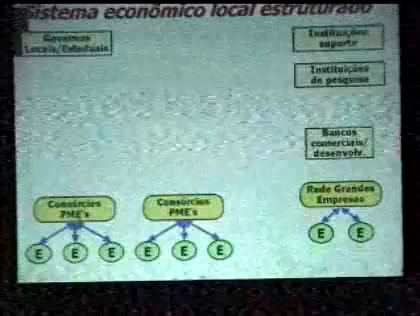 Sistema econômico local estruturado
Governos
Locais/Estaduais
Instituições
suporte
Instituições
de pesquisa
Bancos
comerciais/
desenvolv.
Rede Grandes
Empresas
Consórcios
PME's
Consórcios
PME's
E
E
E
E
E
E
E
E